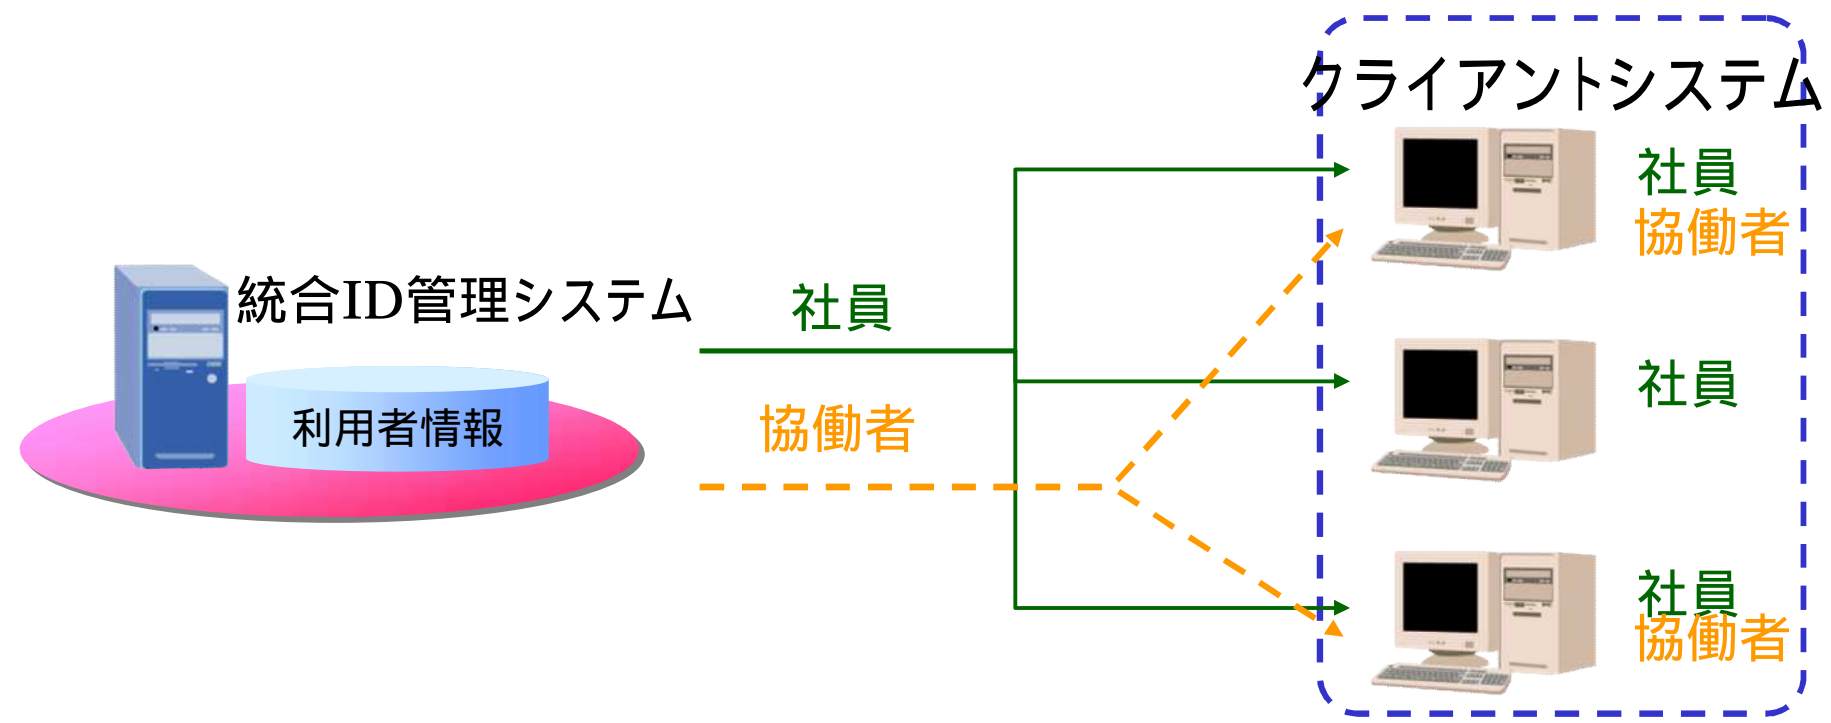 クライアントシステム
社員
協働者
統合ID管理システム
利用者情報
社員
協働者
社員
社員
協働者